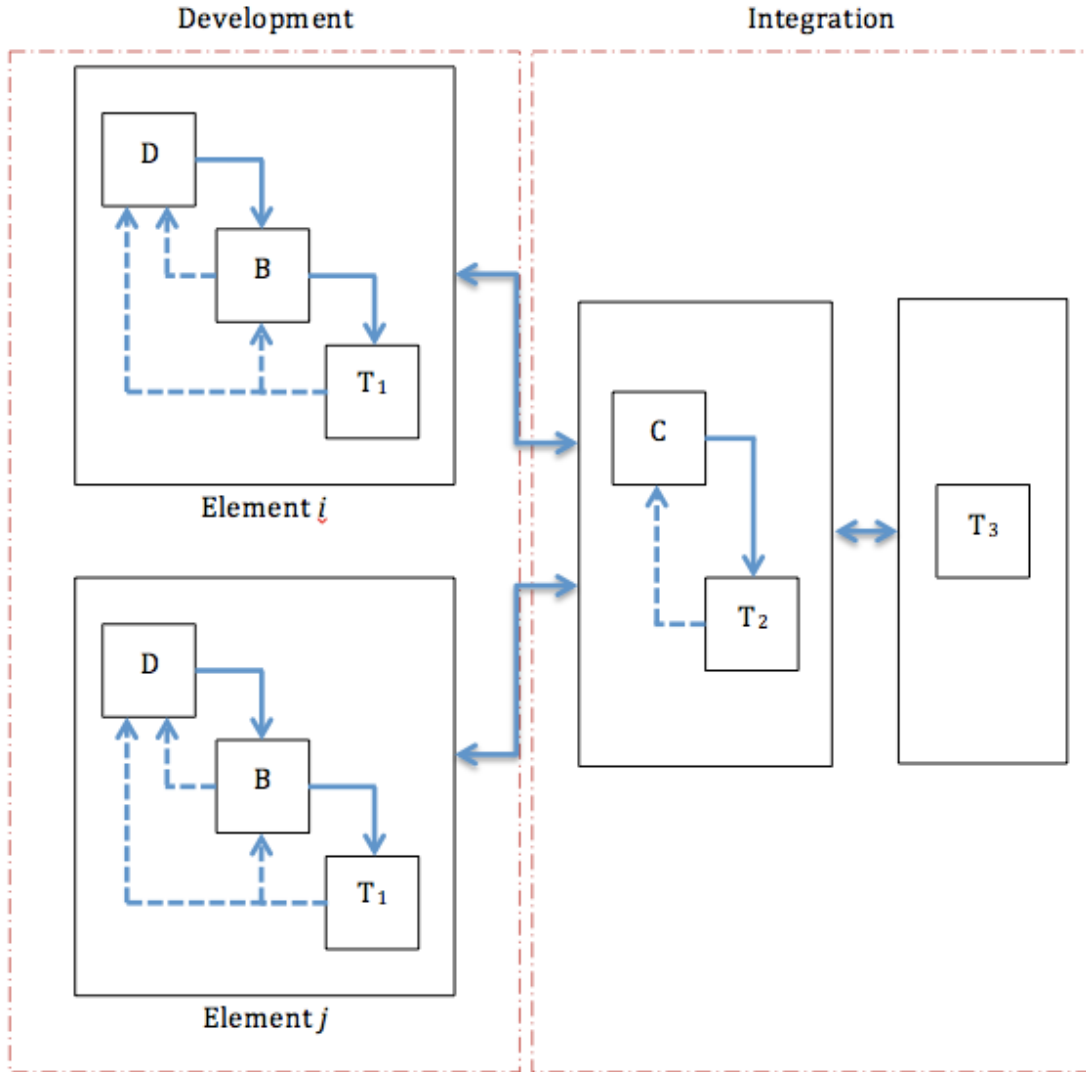 Development
Integration
D
B
T₁
Element i
C
T₂
T₃
D
B
T₁
Element j